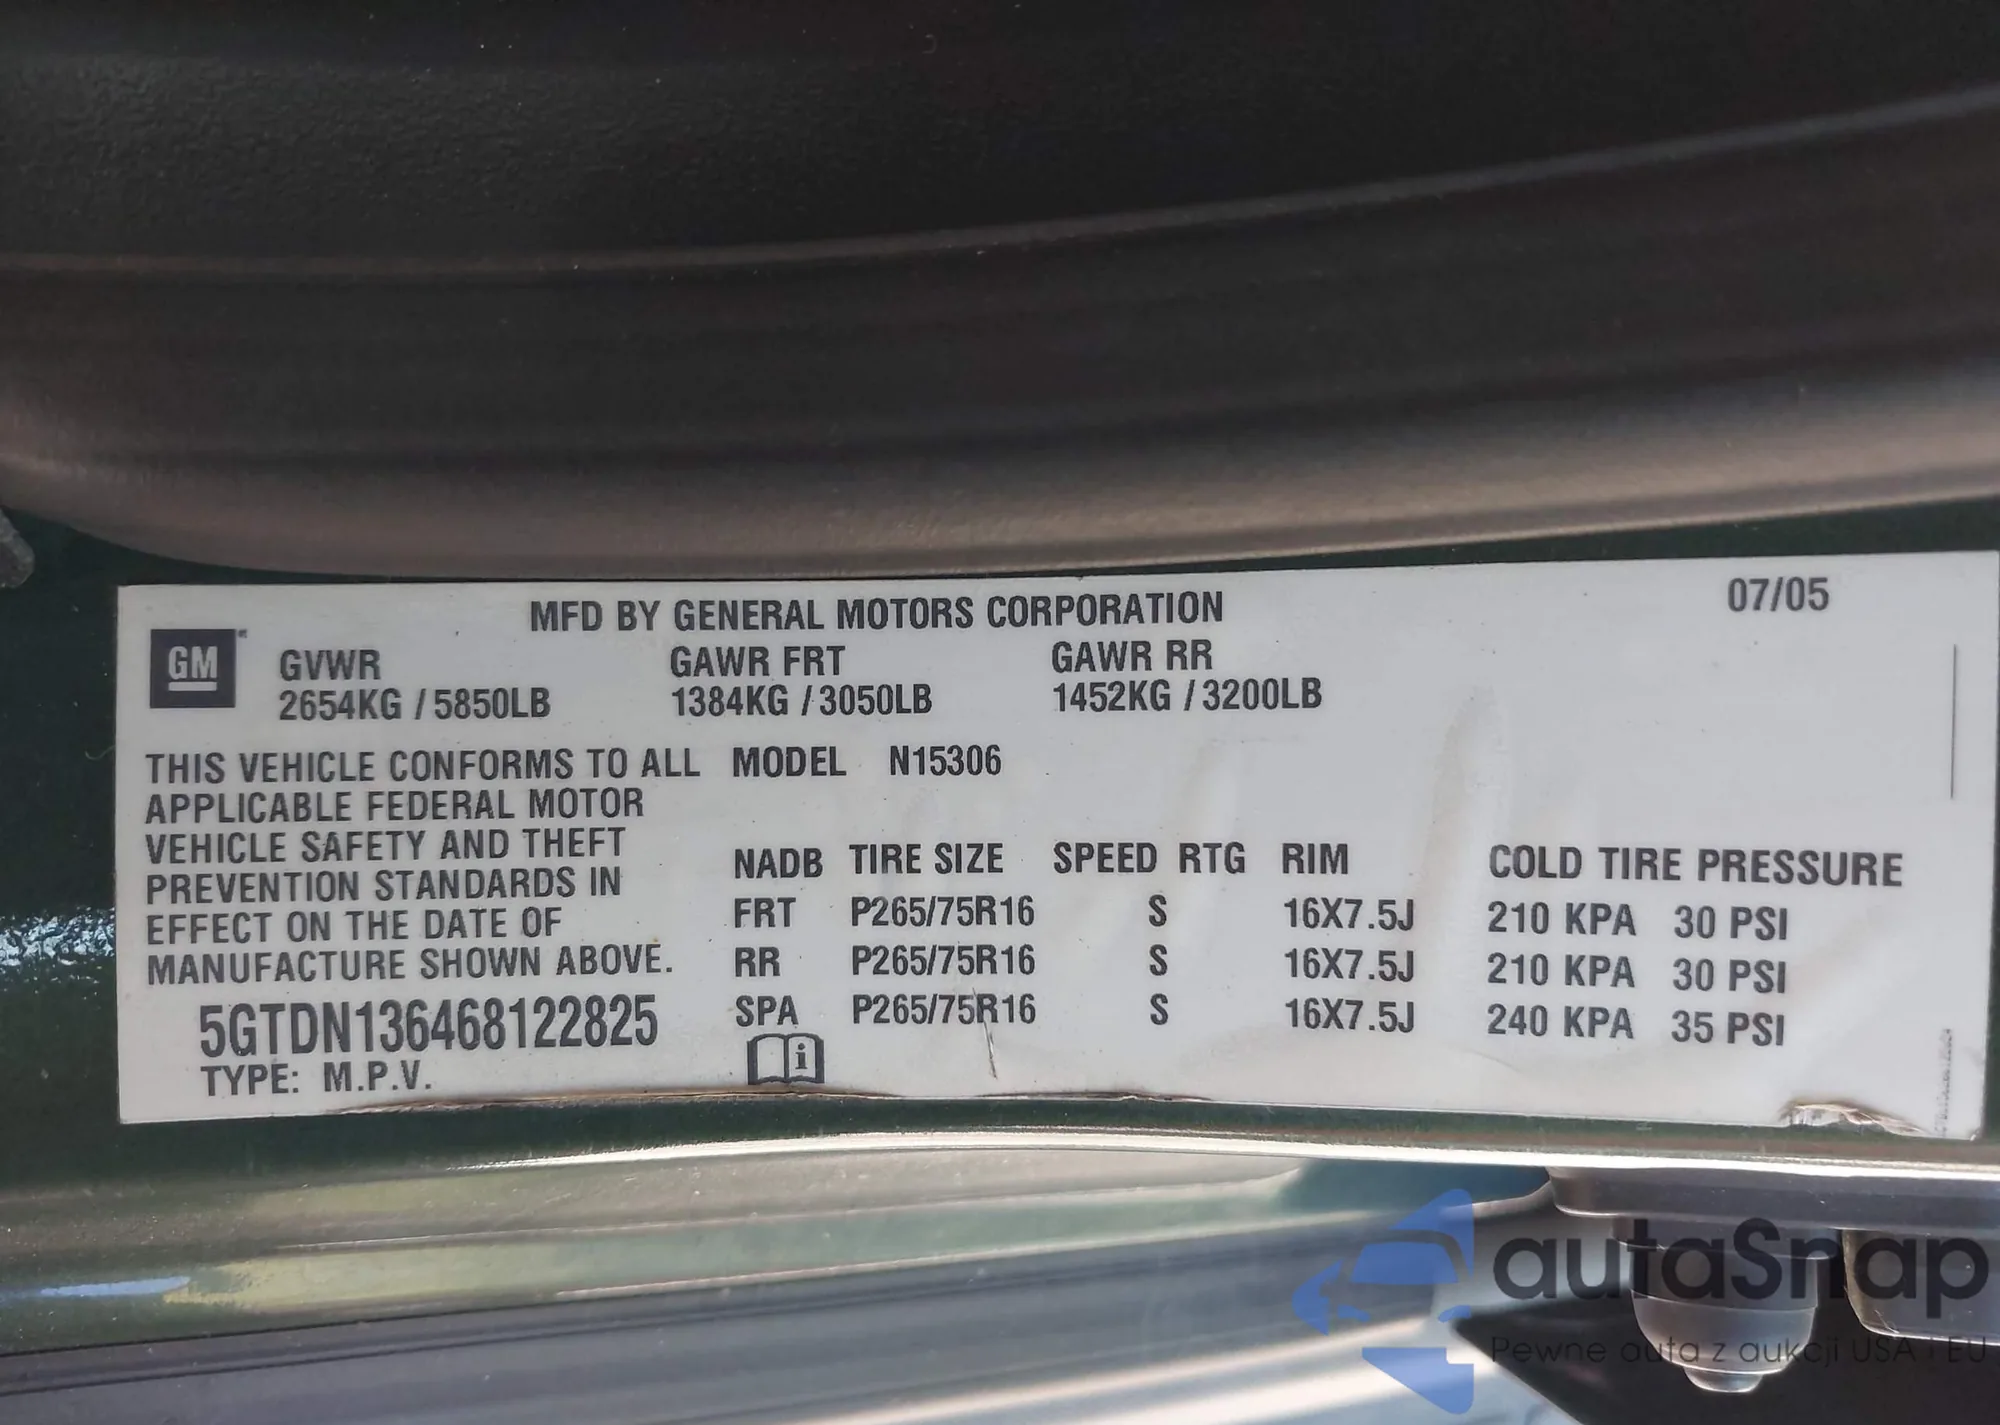 MFD BY GENERAL MOTORS CORPORATION 07/05
GM
GVWR GAWR FRT GAWR RR
2654KG / 5850LB 1384KG / 3050LB 1452KG / 3200LB
THIS VEHICLE CONFORMS TO ALL
APPLICABLE FEDERAL MOTOR
VEHICLE SAFETY AND THEFT
PREVENTION STANDARDS IN
EFFECT ON THE DATE OF
MANUFACTURE SHOWN ABOVE.
5GTDN136468122825
TYPE: M.P.V.
MODEL N15306
NADB TIRE SIZE SPEED RTG RIM COLD TIRE PRESSURE
FRT P265/75R16 S 16X7.5J 210 KPA 30 PSI
RR P265/75R16 S 16X7.5J 210 KPA 30 PSI
SPA P265/75R16 S 16X7.5J 240 KPA 35 PSI
i
autaSnap
Pewne auta z aukcji USA i EU